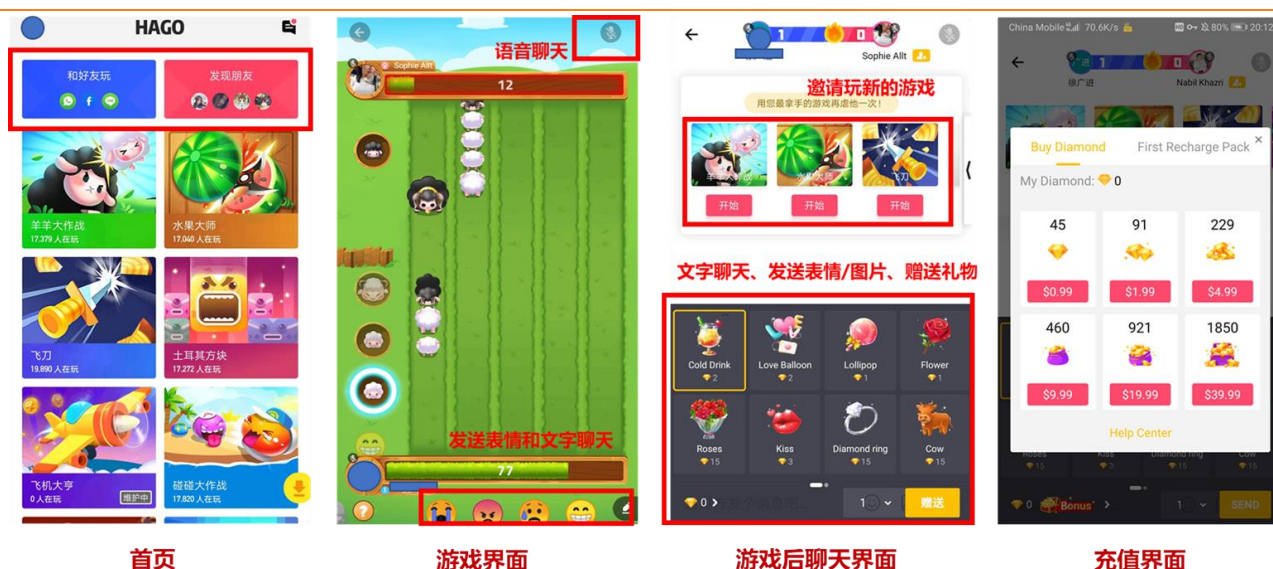 HAGO
和好友玩
发现朋友
羊羊大作战
17.379 人在玩
水果大师
17.040 人在玩
飞刀
19.890 人在玩
土耳其方块
17.272 人在玩
飞机大亨
0人在玩
维护中
碰碰大作战
17.820 人在玩
首页
语音聊天
Sophie Allt
12
发送表情和文字聊天
77
游戏界面
1
0
Sophie Allt
邀请玩新的游戏
用您最拿手的游戏再虐他一次!
羊羊大作战
水果大师
飞刀
开始
开始
开始
文字聊天、发送表情/图片、赠送礼物
Cold Drink
2
Love Balloon
2
Lollipop
1
Flower
1
Roses
15
Kiss
3
Diamond ring
15
Cow
15
0 >
1
赠送
游戏后聊天界面
China Mobile 70.6K/s
80% 20:12
1
0
徐广进
Nabil Khazri
Buy Diamond
First Recharge Pack
×
My Diamond: 0
45
91
229
$0.99
$1.99
$4.99
460
921
1850
$9.99
$19.99
$39.99
Help Center
Roses
Kiss
Diamond ring
Cow
15
3
15
15
0
Bonus
>
1
SEND
充值界面